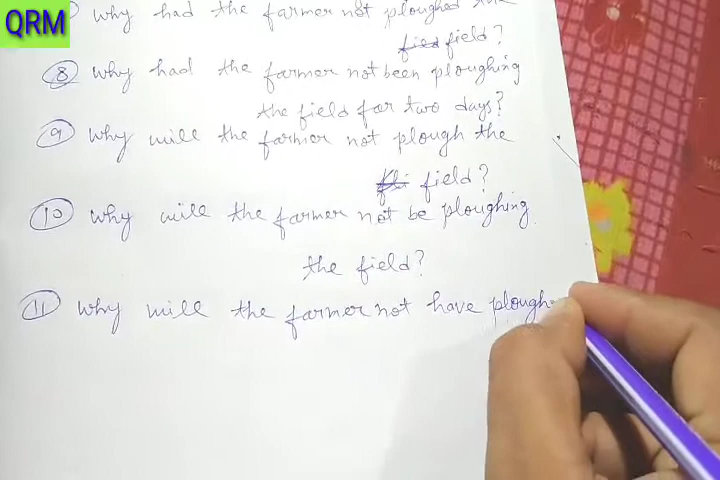 QRM
why had the farmer not ploughed the
field?
8 why had the farmer not been ploughing
the field for two days?
9 why will the farmer not plough the
field?
10 why will the farmer not be ploughing
the field?
11 why will the farmer not have